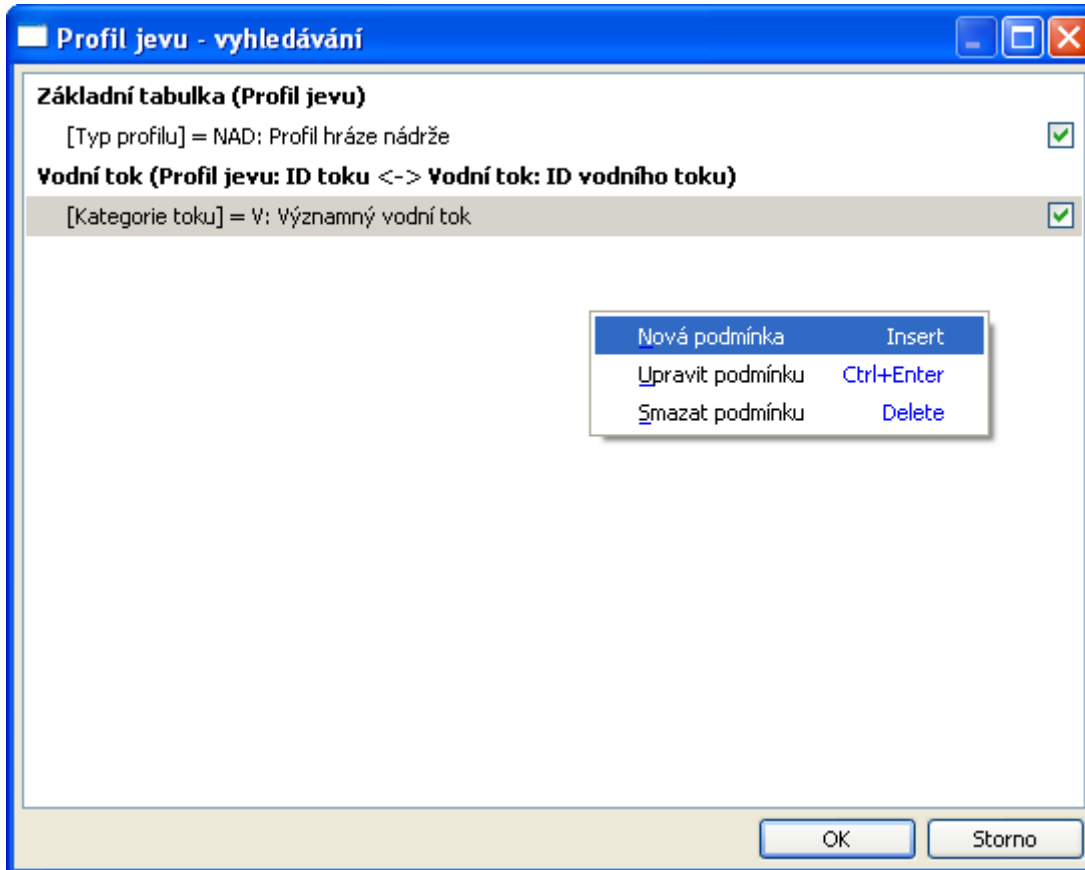 Profil jevu - vyhledávání
Základní tabulka (Profil jevu)
[Typ profilu] = NAD: Profil hráze nádrže
Vodní tok (Profil jevu: ID toku <-> Vodní tok: ID vodního toku)
[Kategorie toku] = V: Významný vodní tok
Nová podmínka Insert
Upravit podmínku Ctrl+Enter
Smazat podmínku Delete
OK Storno